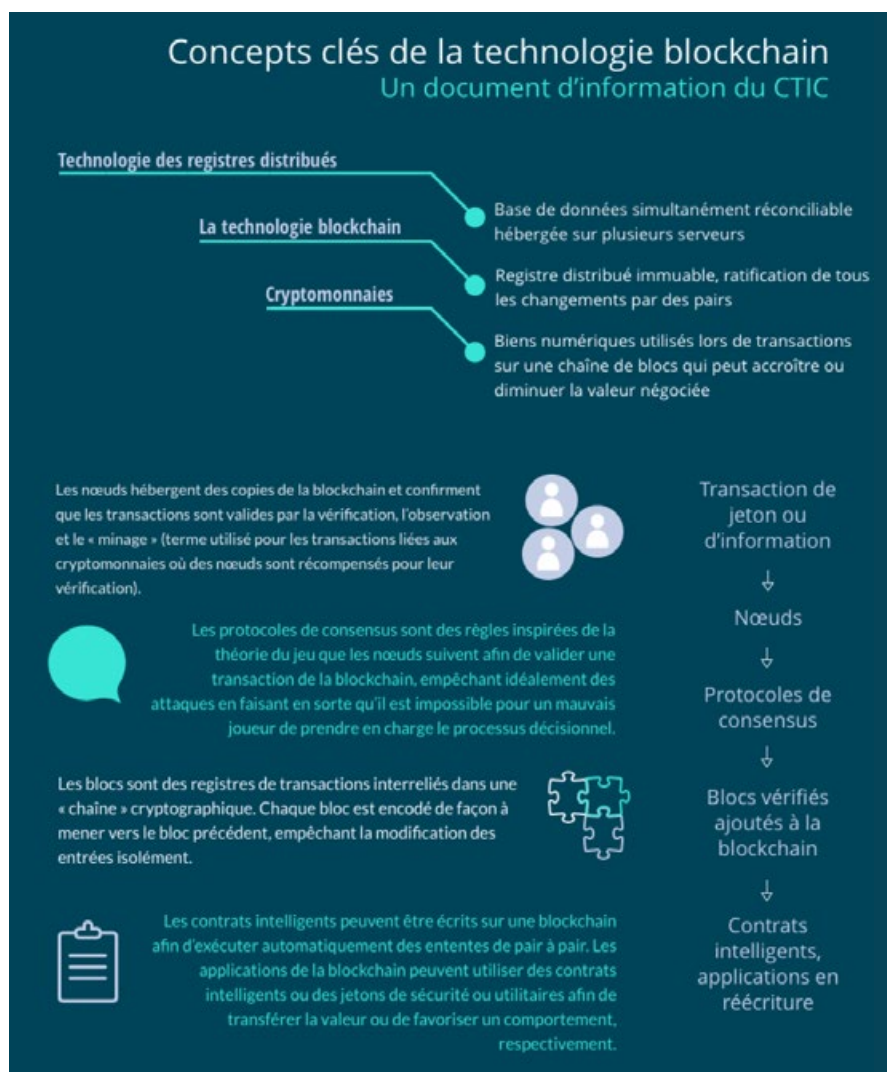 Concepts clés de la technologie blockchain
Un document d'information du CTIC
Technologie des registres distribués
Base de données simultanément réconciliable
hébergée sur plusieurs serveurs
La technologie blockchain
Registre distribué immuable, ratification de tous
les changements par des pairs
Cryptomonnaies
Biens numériques utilisés lors de transactions
sur une chaîne de blocs qui peut accroître ou
diminuer la valeur négociée
Les nœuds hébergent des copies de la blockchain et confirment
que les transactions sont valides par la vérification, l'observation
et le « minage » (terme utilisé pour les transactions liées aux
cryptomonnaies où des nœuds sont récompensés pour leur
vérification).
Les protocoles de consensus sont des règles inspirées de la
théorie du jeu que les nœuds suivent afin de valider une
transaction de la blockchain, empêchant idéalement des
attaques en faisant en sorte qu'il est impossible pour un mauvais
joueur de prendre en charge le processus décisionnel.
Les blocs sont des registres de transactions interreliés dans une
« chaîne » cryptographique. Chaque bloc est encodé de façon à
mener vers le bloc précédent, empêchant la modification des
entrées isolément.
Les contrats intelligents peuvent être écrits sur une blockchain
afin d'exécuter automatiquement des ententes de pair à pair. Les
applications de la blockchain peuvent utiliser des contrats
intelligents ou des jetons de sécurité ou utilitaires afin de
transférer la valeur ou de favoriser un comportement,
respectivement.
Transaction de
jeton ou
d'information
Nœuds
Protocoles de
consensus
Blocs vérifiés
ajoutés à la
blockchain
Contrats
intelligents,
applications en
réécriture